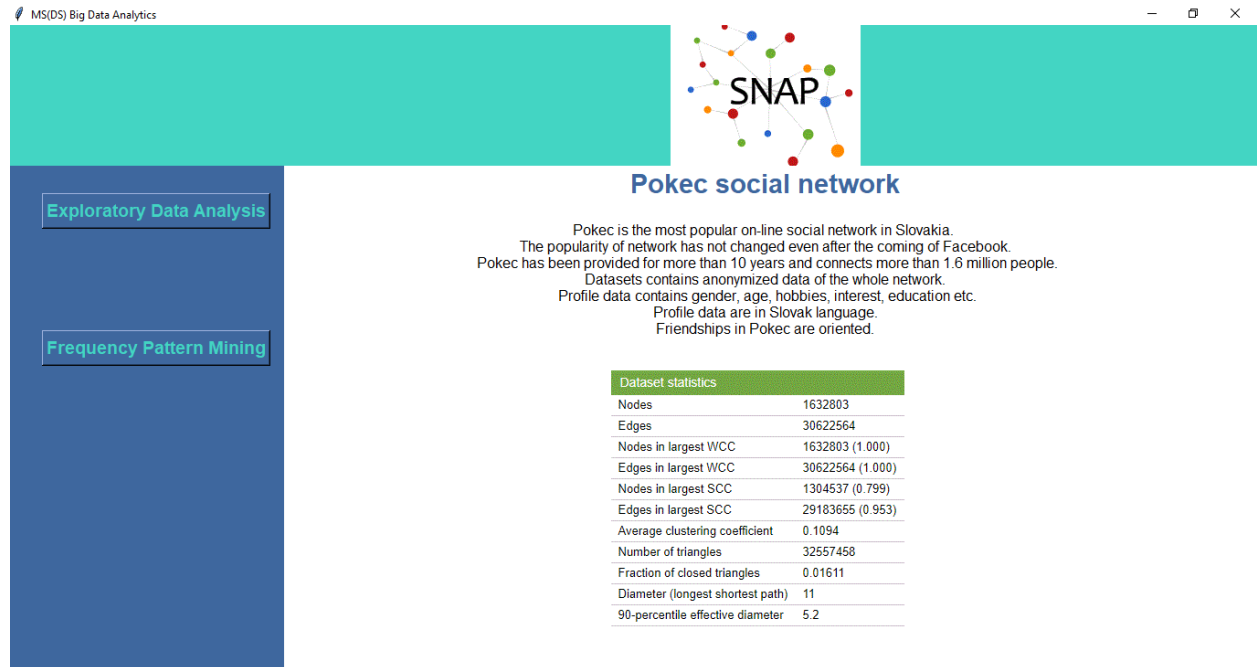 MS(DS) Big Data Analytics
SNAP
Exploratory Data Analysis
Frequency Pattern Mining
Pokec social network
Pokec is the most popular on-line social network in Slovakia.
The popularity of network has not changed even after the coming of Facebook.
Pokec has been provided for more than 10 years and connects more than 1.6 million people.
Datasets contains anonymized data of the whole network.
Profile data contains gender, age, hobbies, interest, education etc.
Profile data are in Slovak language.
Friendships in Pokec are oriented.
Dataset statistics
Nodes 1632803
Edges 30622564
Nodes in largest WCC 1632803 (1.000)
Edges in largest WCC 30622564 (1.000)
Nodes in largest SCC 1304537 (0.799)
Edges in largest SCC 29183655 (0.953)
Average clustering coefficient 0.1094
Number of triangles 32557458
Fraction of closed triangles 0.01611
Diameter (longest shortest path) 11
90-percentile effective diameter 5.2